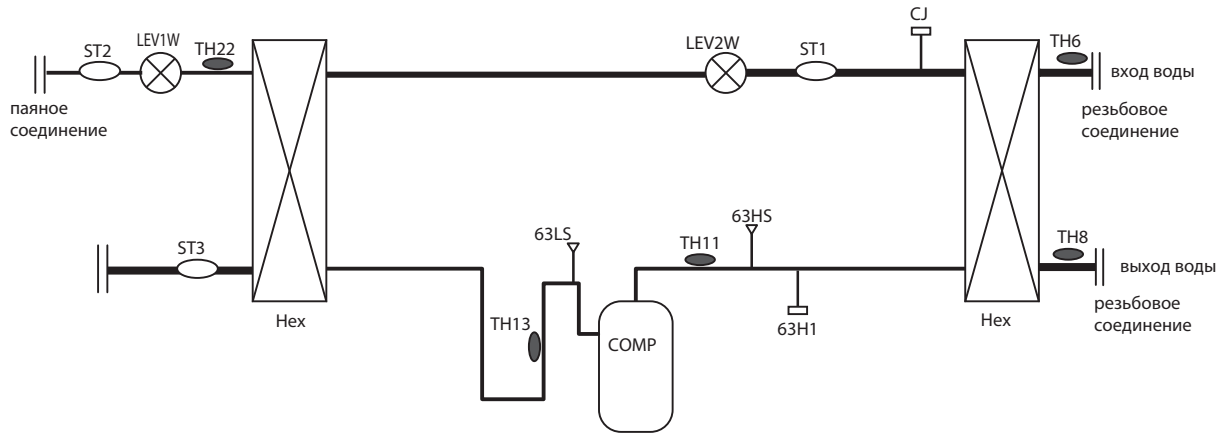 CJ
LEV1W
ST2
TH22
LEV2W
ST1
TH6
вход воды
паяное
соединение
резьбовое
соединение
63HS
63LS
TH11
TH8
ST3
выход воды
резьбовое
соединение
Hex
TH13
COMP
63H1
Hex